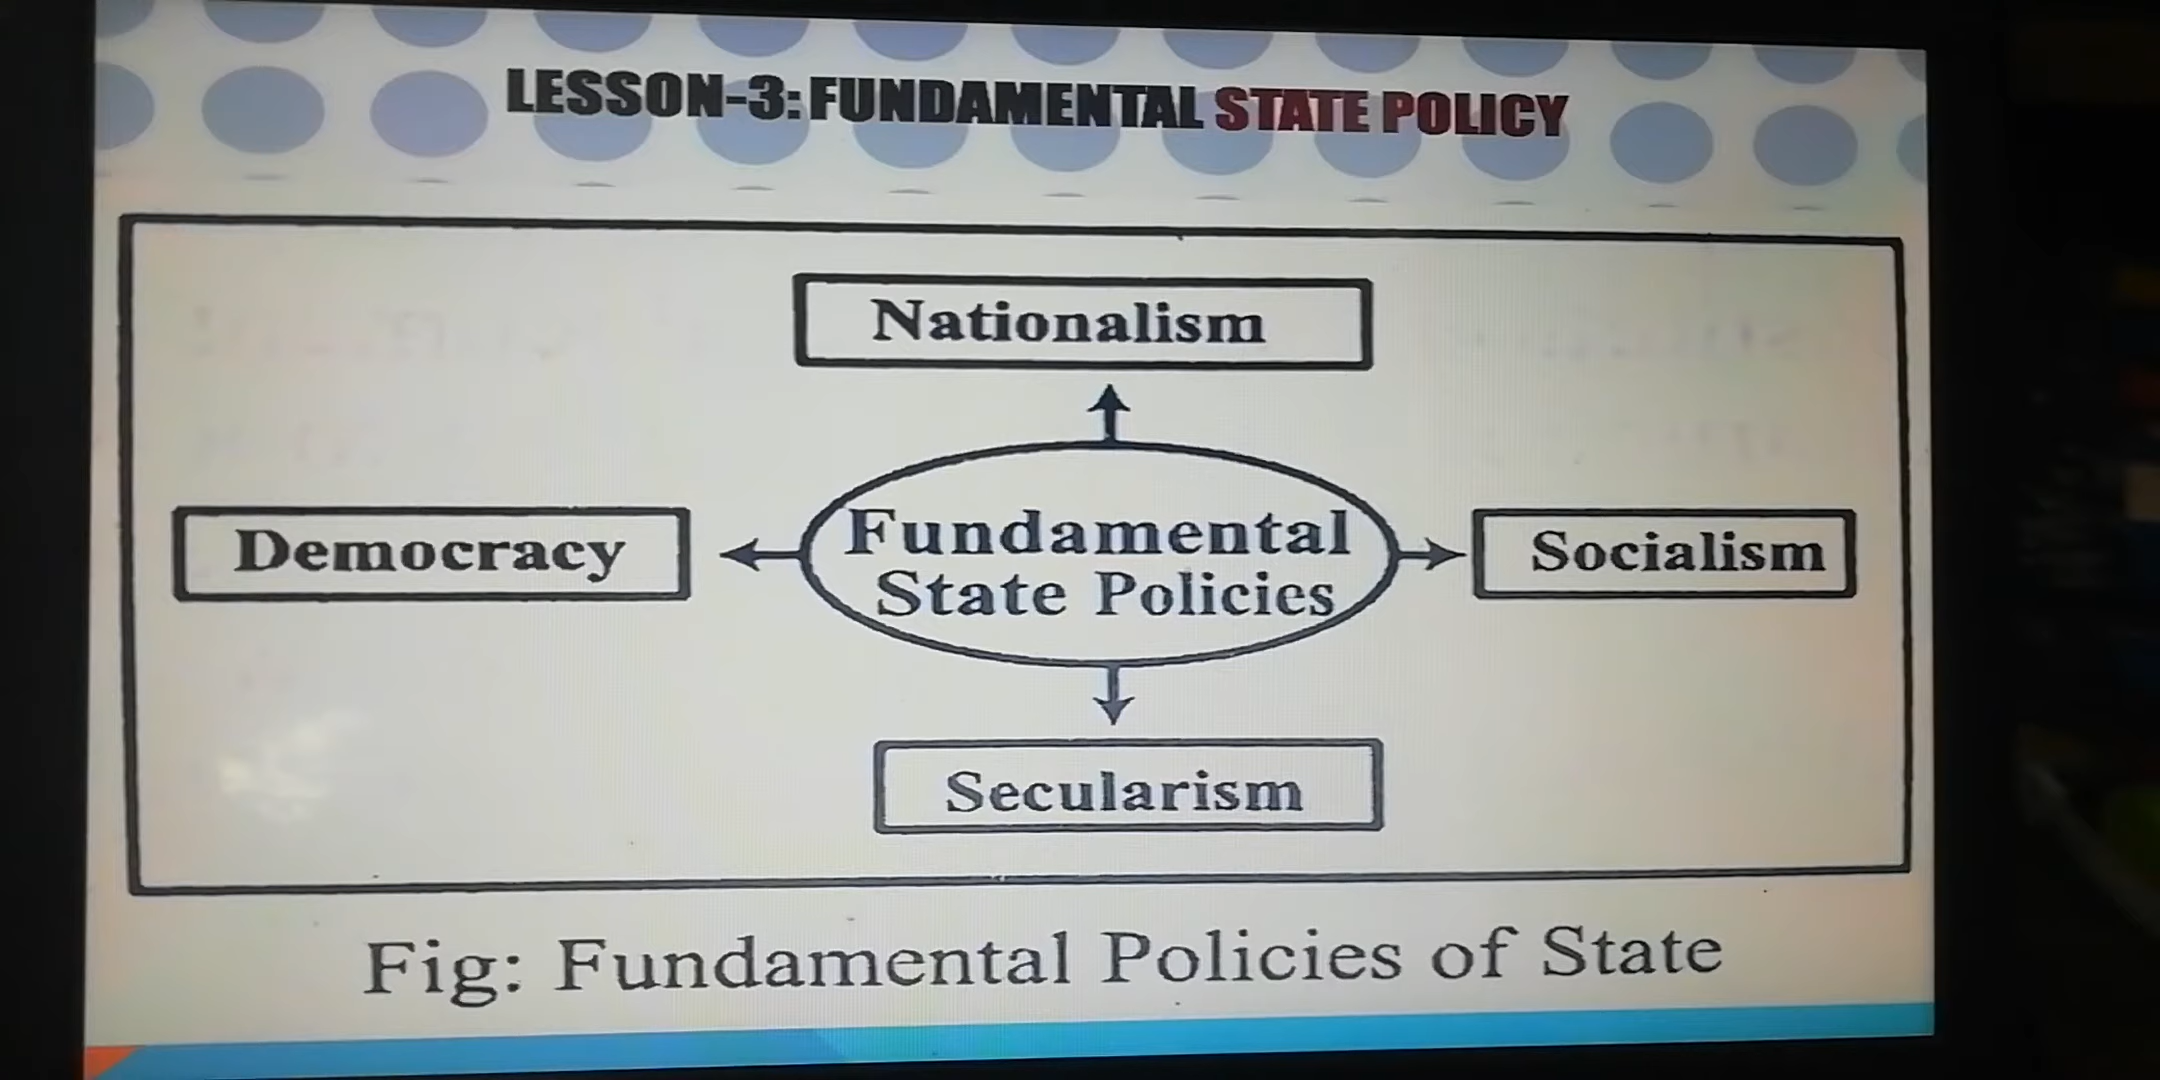 LESSON-3: FUNDAMENTAL STATE POLICY
Nationalism
Democracy
Fundamental
State Policies
Socialism
Secularism
Fig: Fundamental Policies of State